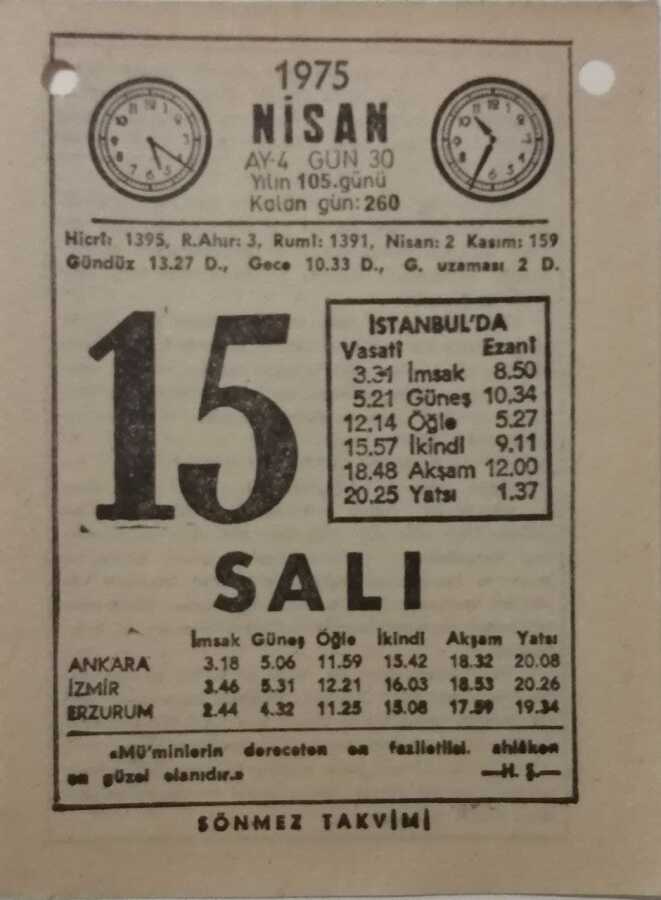 1975
NİSAN
AY-4 GÜN 30
Yılın 105.günü
Kalan gün: 260
Hicrî: 1395, R.Ahır: 3, Rumî: 1391, Nisan: 2 Kasım: 159
Gündüz 13.27 D., Gece 10.33 D., G. uzaması 2 D.
15
İSTANBUL'DA
Vasatî Ezanî
3.31 İmsak 8.50
5.21 Güneş 10.34
12.14 Öğle 5.27
15.57 İkindi 9.11
18.48 Akşam 12.00
20.25 Yatsı 1.37
SALI
İmsak Güneş Öğle İkindi Akşam Yatsı
ANKARA 3.18 5.06 11.59 15.42 18.32 20.08
İZMİR 3.46 5.31 12.21 16.03 18.53 20.26
ERZURUM 2.44 4.32 11.25 15.08 17.59 19.34
«Mü'minlerin dereceten en faziletlisi. ahlâken
en güzel olanıdır.» —H. Ş.—
SÖNMEZ TAKVİMİ